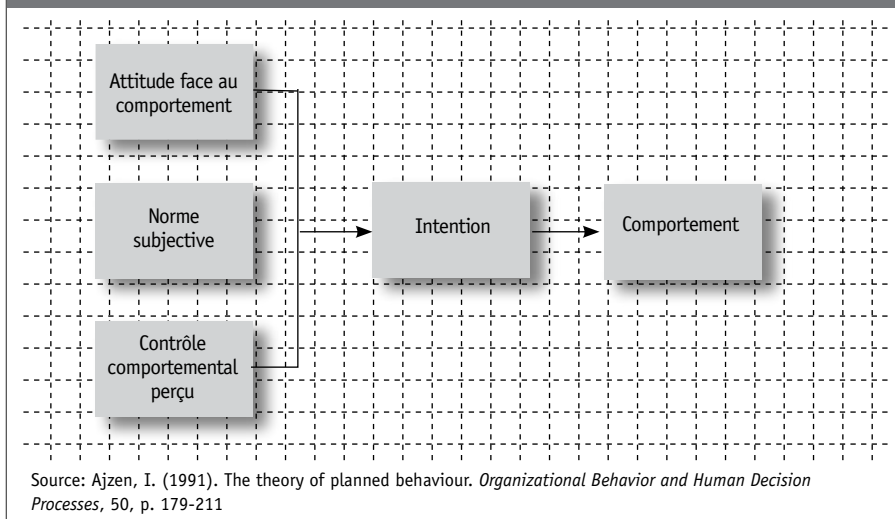 Attitude face au
comportement
Norme
subjective
Contrôle
comportemental
perçu
Intention
Comportement
Source: Ajzen, I. (1991). The theory of planned behaviour. Organizational Behavior and Human Decision
Processes, 50, p. 179-211